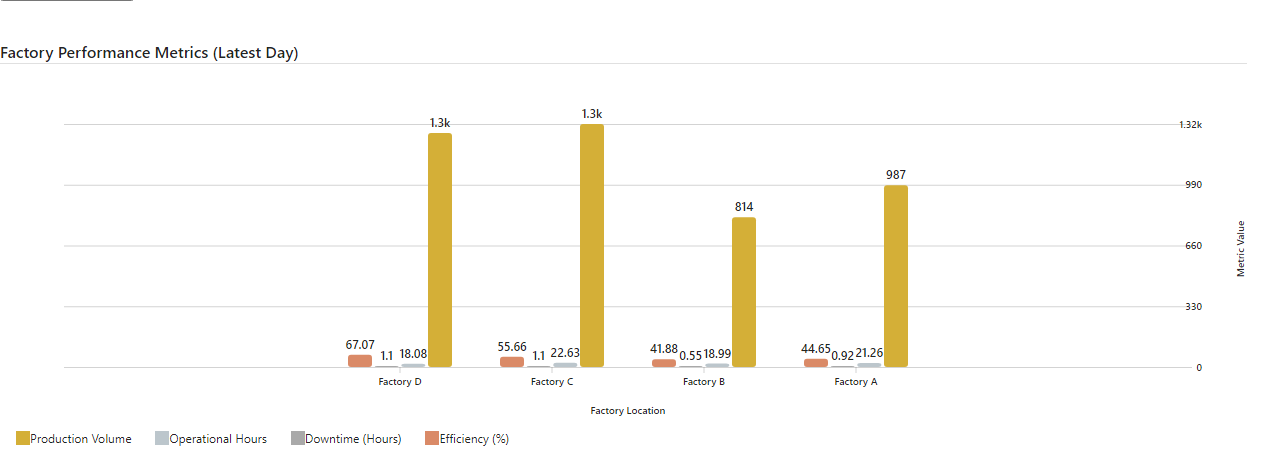 Factory Performance Metrics (Latest Day)
1.3k
1.3k
1.32k
987
990
814
660
Metric Value
330
67.07
1.1
18.08
55.66
1.1
22.63
41.88
0.55
18.99
44.65
0.92
21.26
0
Factory D
Factory C
Factory B
Factory A
Factory Location
Production Volume
Operational Hours
Downtime (Hours)
Efficiency (%)